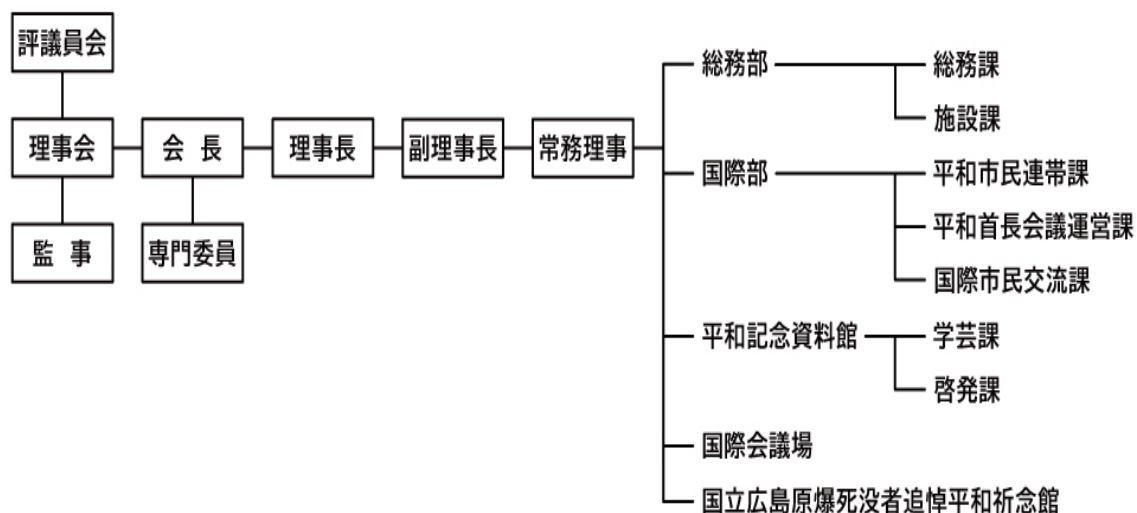 評議員会
理事会
会長
理事長
副理事長
常務理事
監事
専門委員
総務部
総務課
施設課
国際部
平和市民連帯課
平和首長会議運営課
国際市民交流課
平和記念資料館
学芸課
啓発課
国際会議場
国立広島原爆死没者追悼平和祈念館